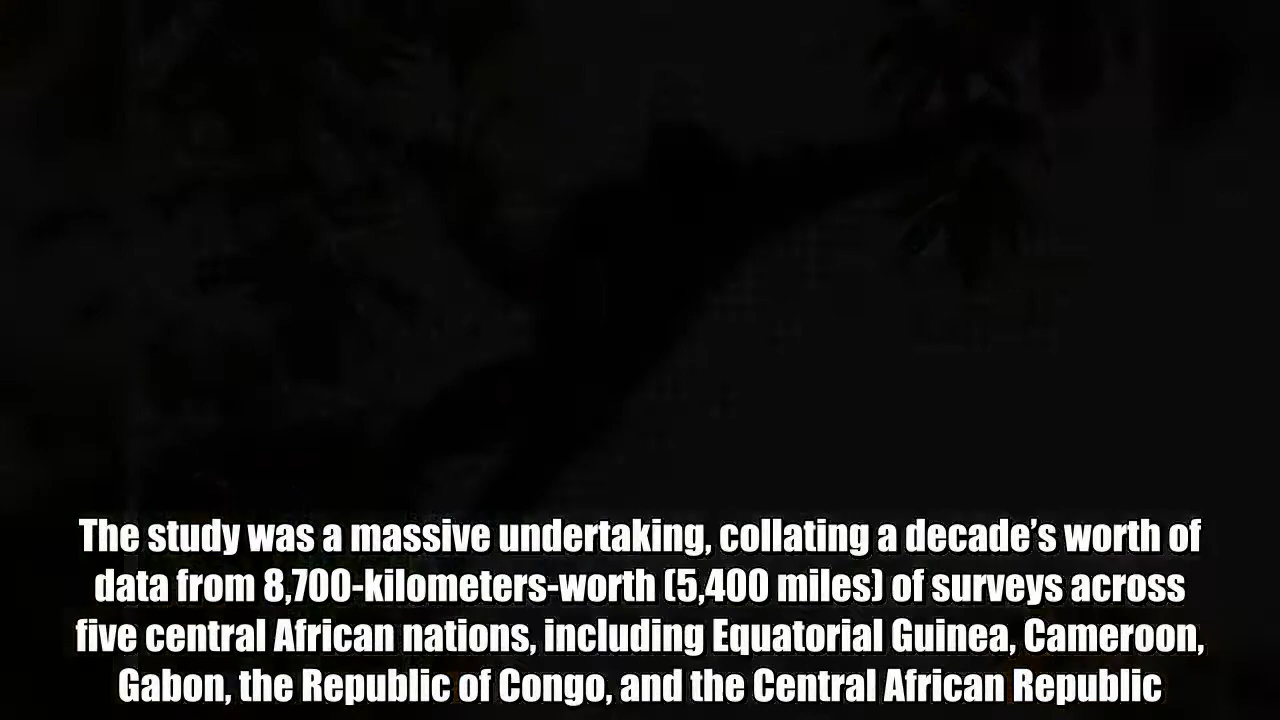 The study was a massive undertaking, collating a decade’s worth of
data from 8,700-kilometers-worth (5,400 miles) of surveys across
five central African nations, including Equatorial Guinea, Cameroon,
Gabon, the Republic of Congo, and the Central African Republic